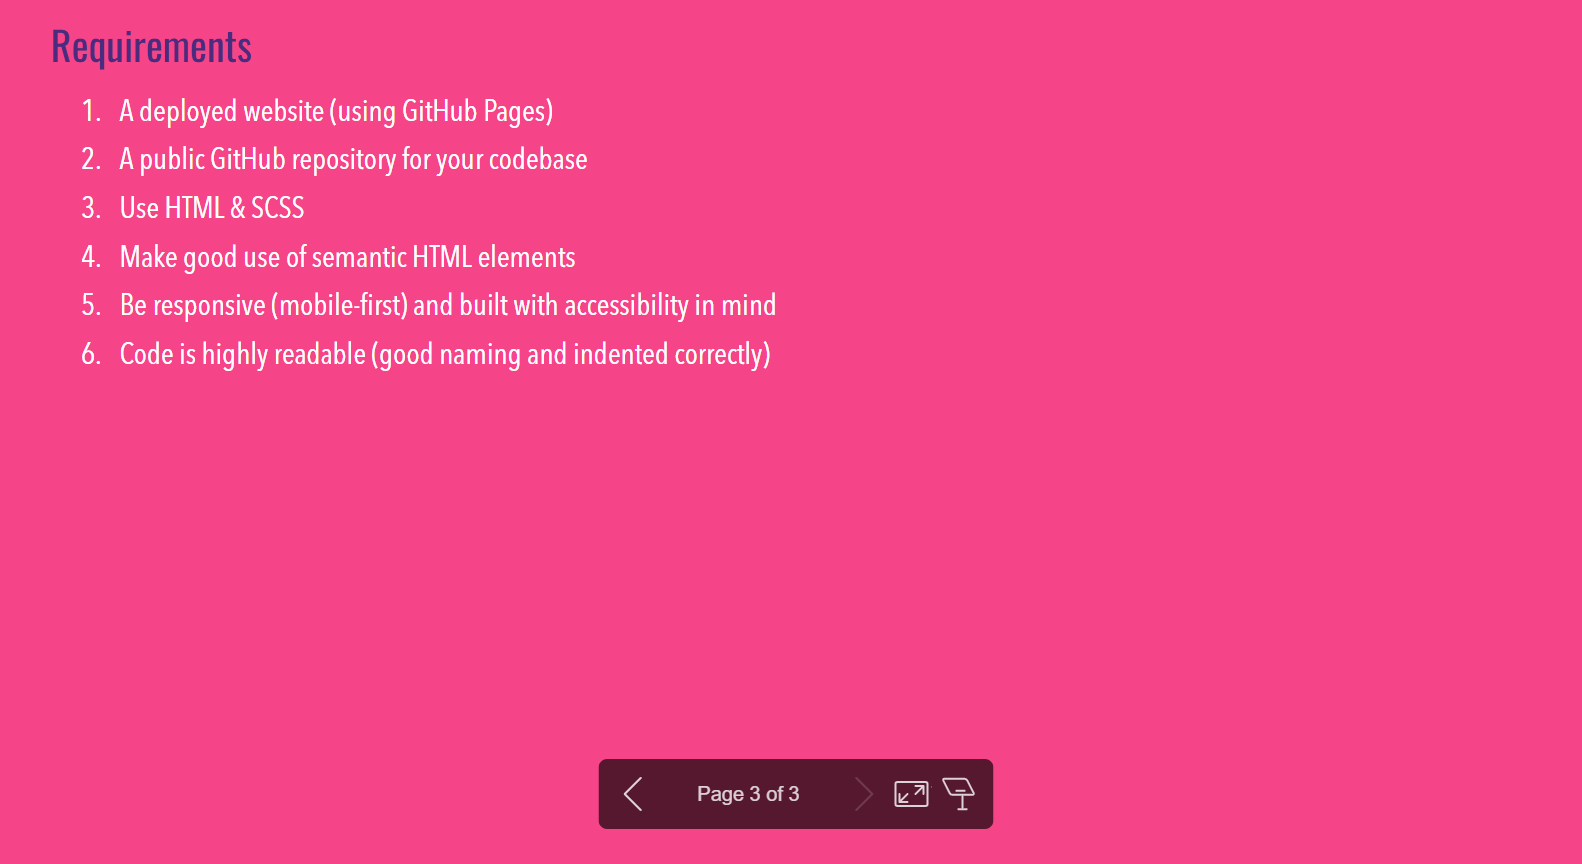 Requirements
1. A deployed website (using GitHub Pages)
2. A public GitHub repository for your codebase
3. Use HTML & SCSS
4. Make good use of semantic HTML elements
5. Be responsive (mobile-first) and built with accessibility in mind
6. Code is highly readable (good naming and indented correctly)
Page 3 of 3